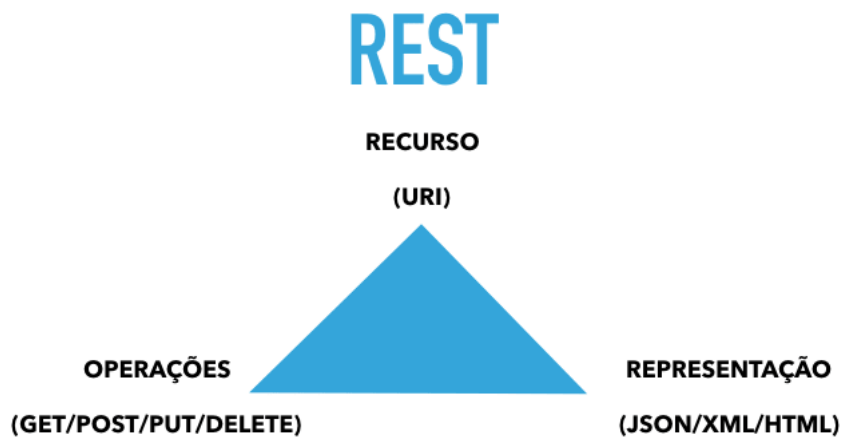 REST
RECURSO
(URI)
OPERAÇÕES
(GET/POST/PUT/DELETE)
REPRESENTAÇÃO
(JSON/XML/HTML)